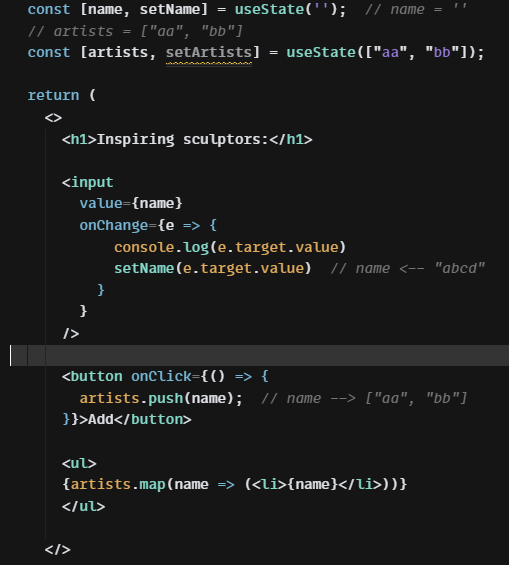 const [name, setName] = useState('');  // name = ''
// artists = ["aa", "bb"]
const [artists, setArtists] = useState(["aa", "bb"]);

return (
  <>
    <h1>Inspiring sculptors:</h1>

    <input
      value={name}
      onChange={e => {
          console.log(e.target.value)
          setName(e.target.value)  // name <-- "abcd"
        }
      }
    />

    <button onClick={() => {
      artists.push(name);  // name --> ["aa", "bb"]
    }}>Add</button>

    <ul>
    {artists.map(name => (<li>{name}</li>))}
    </ul>

  </>